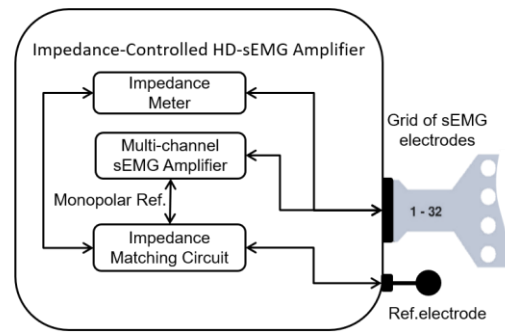 Impedance-Controlled HD-sEMG Amplifier
Impedance
Meter
Multi-channel
sEMG Amplifier
Monopolar Ref.
Impedance
Matching Circuit
Grid of sEMG
electrodes
1 - 32
Ref.electrode